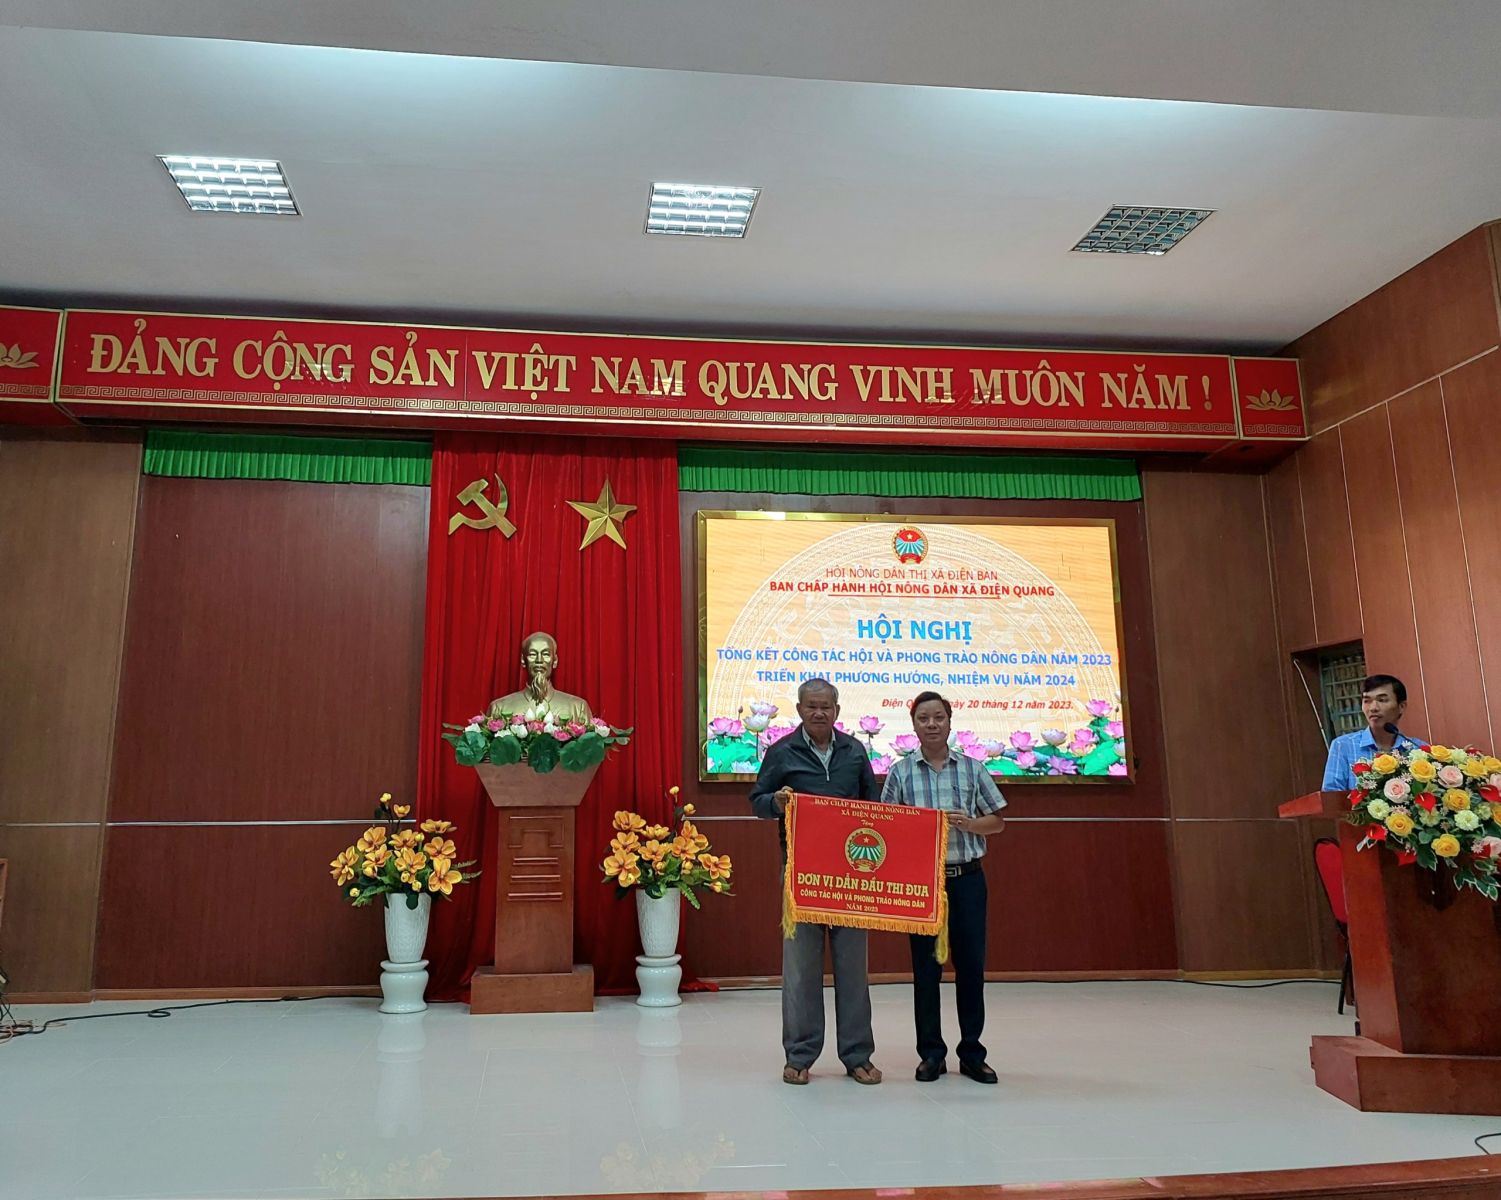 ĐẢNG CỘNG SẢN VIỆT NAM QUANG VINH MUÔN NĂM !
HỘI NÔNG DÂN THỊ XÃ ĐIỆN BÀN
BAN CHẤP HÀNH HỘI NÔNG DÂN XÃ ĐIỆN QUANG
HỘI NGHỊ
TỔNG KẾT CÔNG TÁC HỘI VÀ PHONG TRÀO NÔNG DÂN NĂM 2023
TRIỂN KHAI PHƯƠNG HƯỚNG, NHIỆM VỤ NĂM 2024
Điện 20 tháng 12 năm 2023.
BAN CHẤP HÀNH HỘI NÔNG DÂN
XÃ ĐIỆN QUANG
Tặng
ĐƠN VỊ DẪN ĐẦU THI ĐUA
CÔNG TÁC HỘI VÀ PHONG TRÀO NÔNG DÂN
NĂM 2023